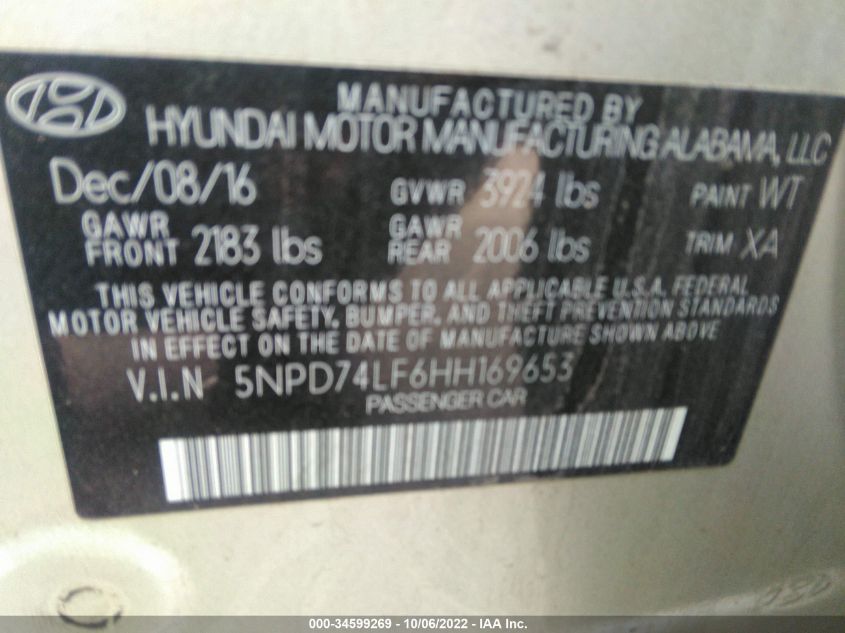 MANUFACTURED BY
HYUNDAI MOTOR MANUFACTURING ALABAMA, LLC
Dec/08/16 GVWR 3924 lbs PAINT WT
GAWR FRONT 2183 lbs GAWR REAR 2006 lbs TRIM XA
THIS VEHICLE CONFORMS TO ALL APPLICABLE U.S.A. FEDERAL
MOTOR VEHICLE SAFETY, BUMPER, AND THEFT PREVENTION STANDARDS
IN EFFECT ON THE DATE OF MANUFACTURE SHOWN ABOVE
V.I.N 5NPD74LF6HH169653
PASSENGER CAR
000-34599269 - 10/06/2022 - IAA Inc.